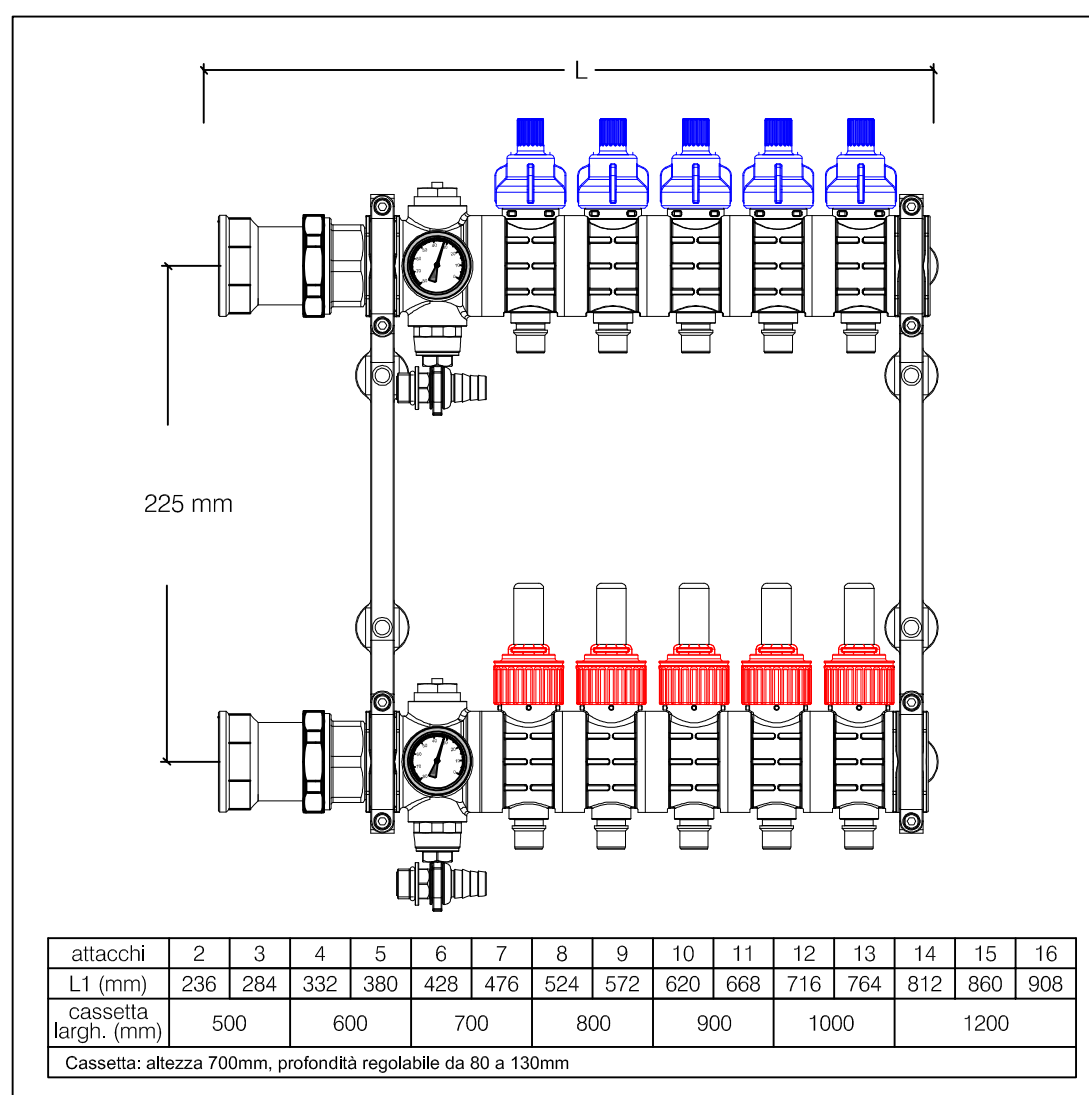 L
225 mm
attacchi 2 3 4 5 6 7 8 9 10 11 12 13 14 15 16
L1 (mm) 236 284 332 380 428 476 524 572 620 668 716 764 812 860 908
cassetta
largh. (mm) 500 600 700 800 900 1000 1200
Cassetta: altezza 700mm, profondità regolabile da 80 a 130mm